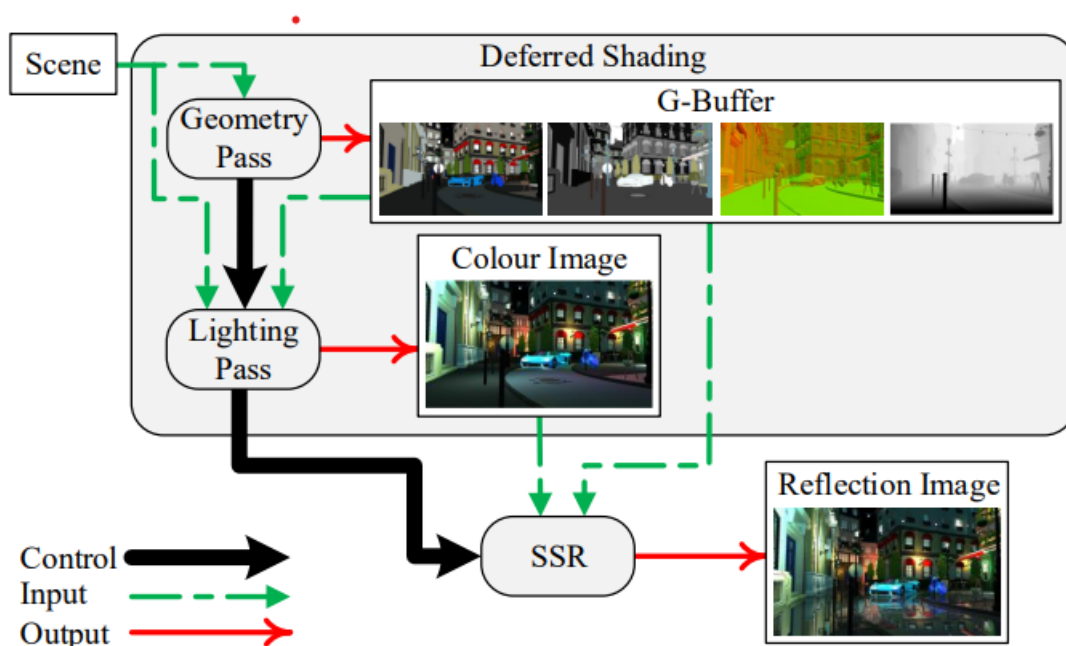 Scene
Deferred Shading
G-Buffer
Geometry
Pass
Colour Image
Lighting
Pass
Reflection Image
SSR
Control
Input
Output